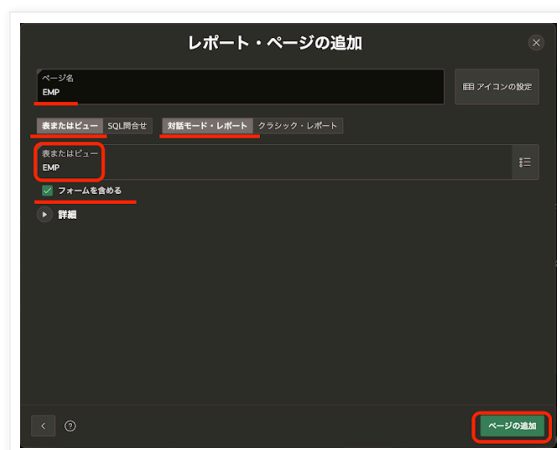 レポート・ページの追加
ページ名
EMP
アイコンの設定
表またはビュー SQL問合せ 対話モード・レポート クラシック・レポート
表またはビュー
EMP
フォームを含める
詳細
ページの追加